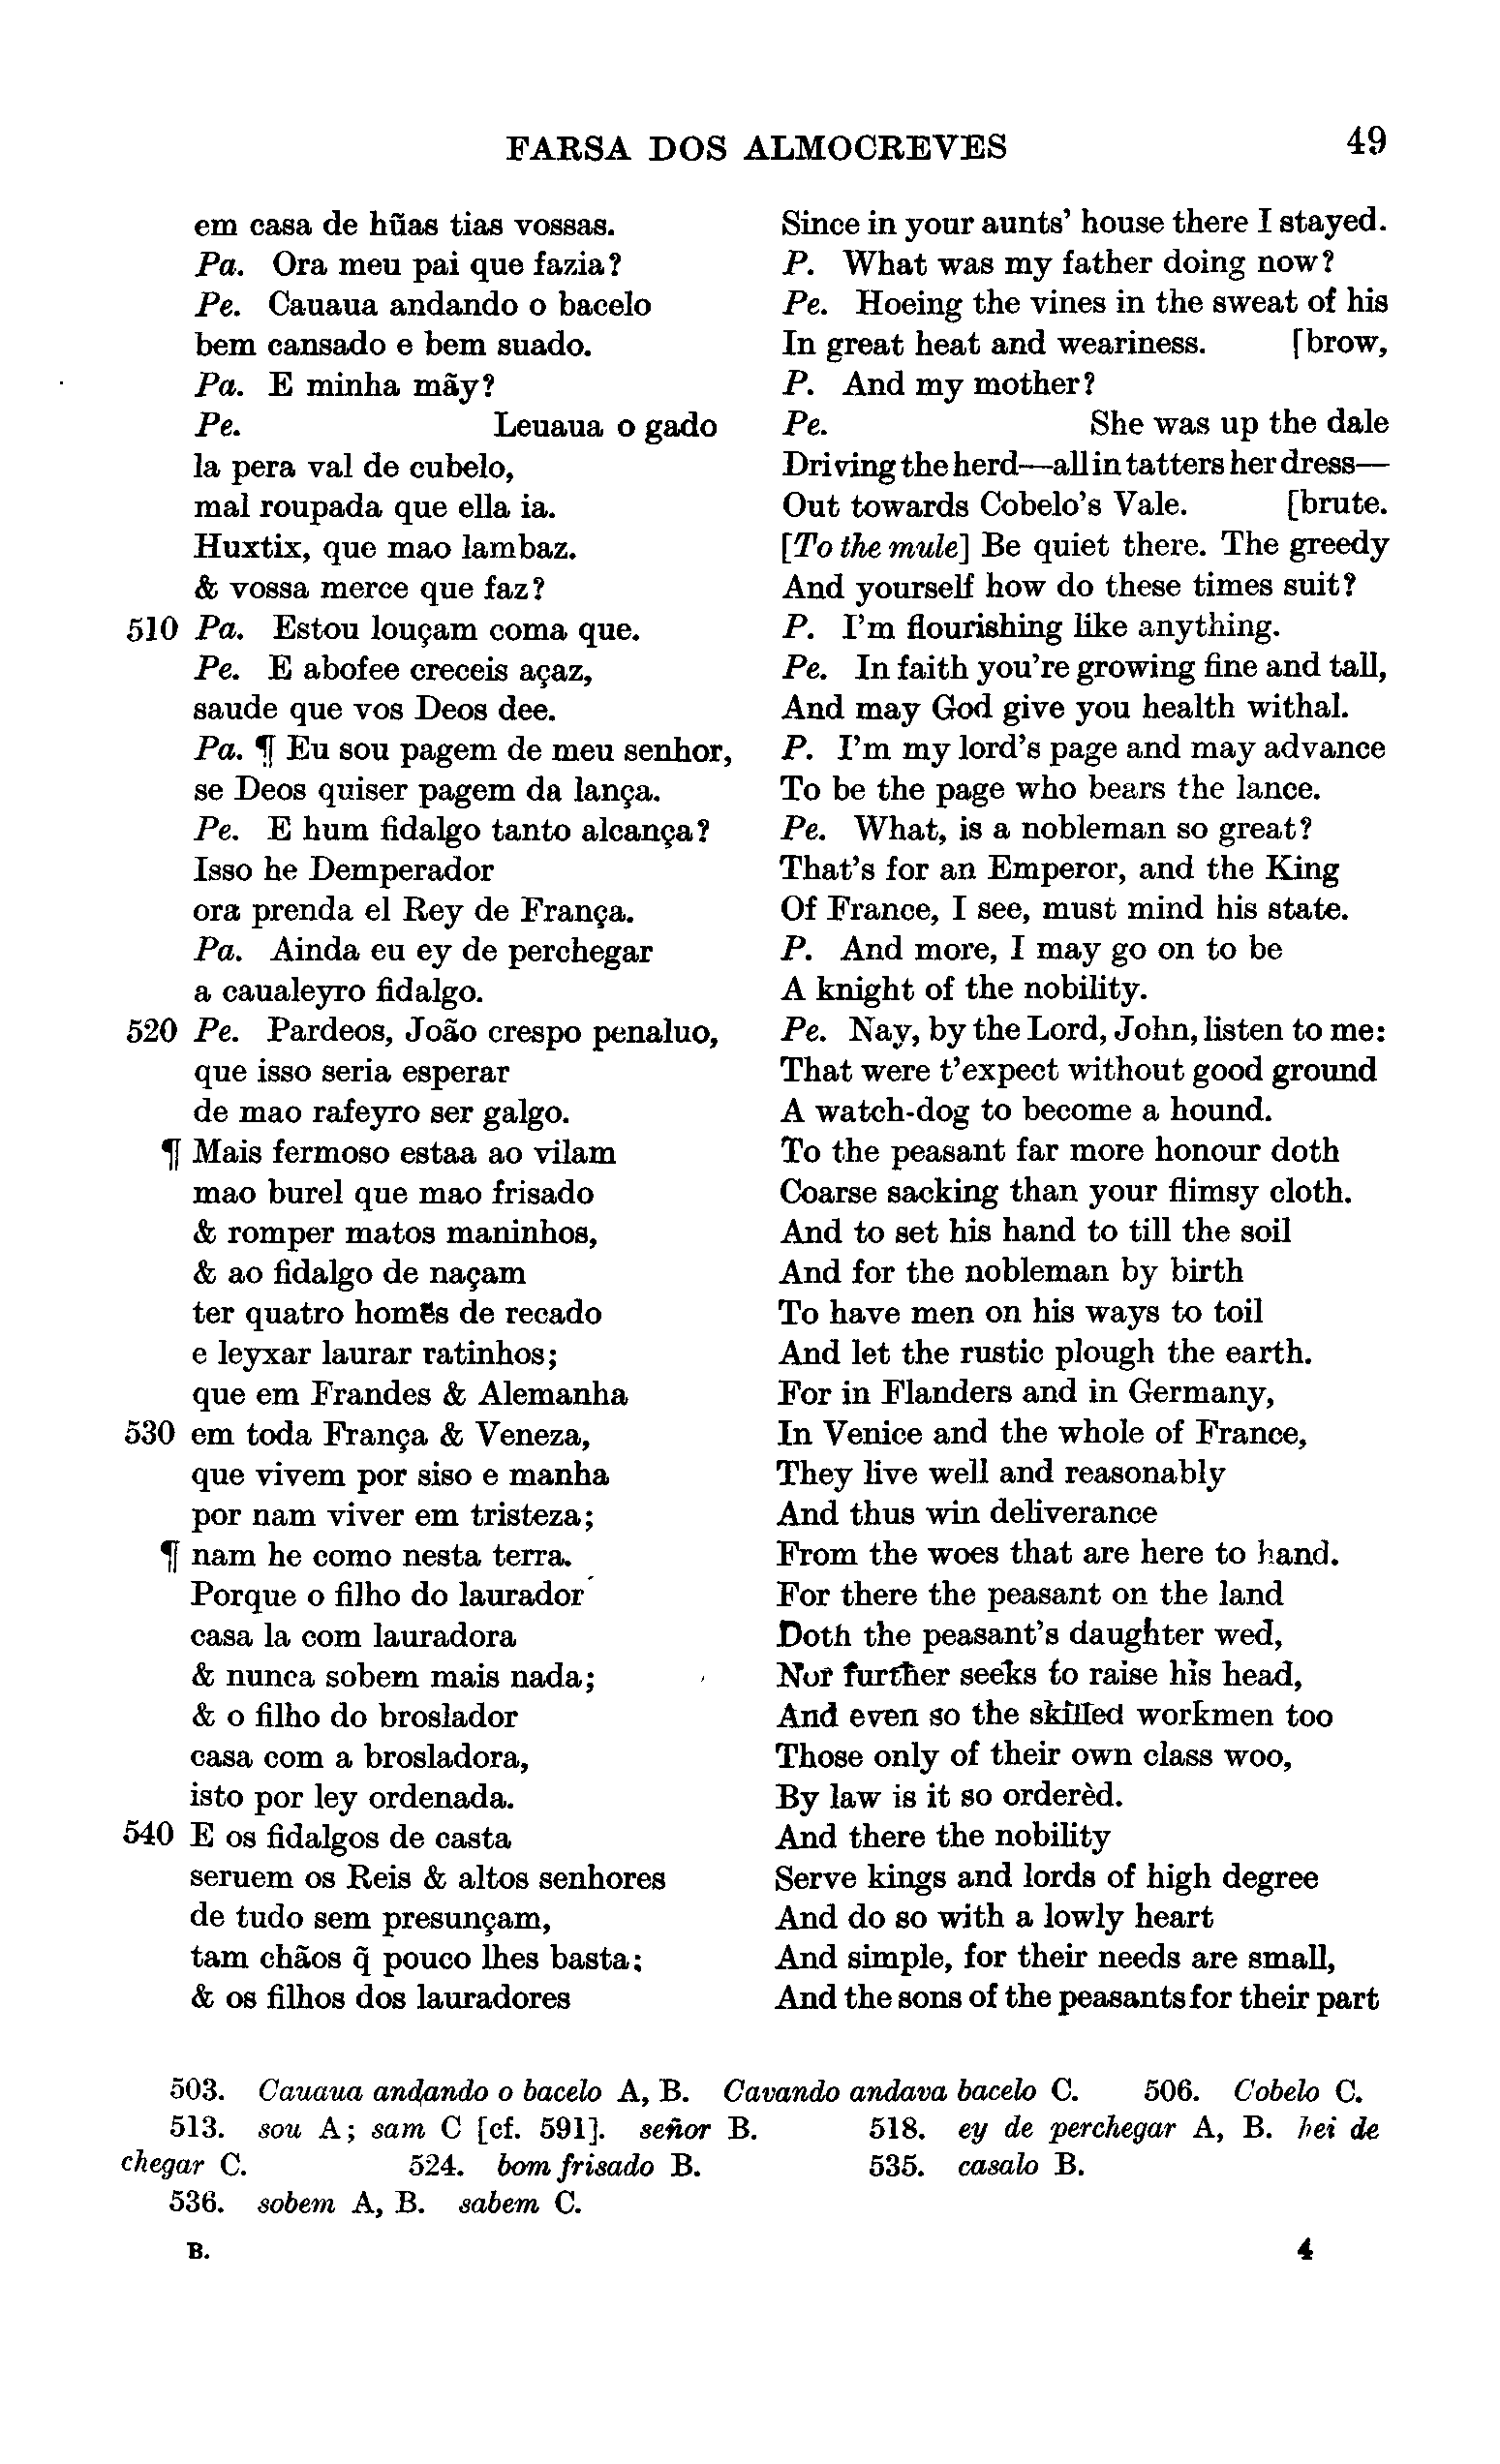 FARSA DOS ALMOCREVES 49
em casa de hũas tias vossas.
Pa. Ora meu pai que fazia?
Pe. Cauaua andando o bacelo
bem cansado e bem suado.
Pa. E minha mãy?
Pe. Leuaua o gado
la pera val de cubelo,
mal roupada que ella ia.
Huxtix, que mao lambaz.
& vossa merce que faz?
510 Pa. Estou louçam coma que.
Pe. E abofee creceis açaz,
saude que vos Deos dee.
Pa. ¶ Eu sou pagem de meu senhor,
se Deos quiser pagem da lança.
Pe. E hum fidalgo tanto alcança?
Isso he Demperador
ora prenda el Rey de França.
Pa. Ainda eu ey de perchegar
a caualeyro fidalgo.
520 Pe. Pardeos, João crespo penaluo,
que isso seria esperar
de mao rafeyro ser galgo.
¶ Mais fermoso estaa ao vilam
mao burel que mao frisado
& romper matos maninhos,
& ao fidalgo de naçam
ter quatro homẽs de recado
e leyxar laurar ratinhos;
que em Frandes & Alemanha
530 em toda França & Veneza,
que vivem por siso e manha
por nam viver em tristeza;
¶ nam he como nesta terra.
Porque o filho do laurador
casa la com lauradora
& nunca sobem mais nada;
& o filho do broslador
casa com a brosladora,
isto por ley ordenada.
540 E os fidalgos de casta
seruem os Reis & altos senhores
de tudo sem presunçam,
tam chãos q̃ pouco lhes basta;
& os filhos dos lauradores
Since in your aunts' house there I stayed.
P. What was my father doing now?
Pe. Hoeing the vines in the sweat of his
In great heat and weariness. [brow,
P. And my mother?
Pe. She was up the dale
Driving the herd—all in tatters her dress—
Out towards Cobelo's Vale. [brute.
[To the mule] Be quiet there. The greedy
And yourself how do these times suit?
P. I'm flourishing like anything.
Pe. In faith you're growing fine and tall,
And may God give you health withal.
P. I'm my lord's page and may advance
To be the page who bears the lance.
Pe. What, is a nobleman so great?
That's for an Emperor, and the King
Of France, I see, must mind his state.
P. And more, I may go on to be
A knight of the nobility.
Pe. Nay, by the Lord, John, listen to me:
That were t'expect without good ground
A watch-dog to become a hound.
To the peasant far more honour doth
Coarse sacking than your flimsy cloth.
And to set his hand to till the soil
And for the nobleman by birth
To have men on his ways to toil
And let the rustic plough the earth.
For in Flanders and in Germany,
In Venice and the whole of France,
They live well and reasonably
And thus win deliverance
From the woes that are here to hand.
For there the peasant on the land
Doth the peasant's daughter wed,
Nor further seeks to raise his head,
And even so the skilled workmen too
Those only of their own class woo,
By law is it so orderèd.
And there the nobility
Serve kings and lords of high degree
And do so with a lowly heart
And simple, for their needs are small,
And the sons of the peasants for their part
503. Cauaua andando o bacelo A, B. Cavando andava bacelo C. 506. Cobelo C.
513. sou A; sam C [cf. 591]. señor B. 518. ey de perchegar A, B. hei de
chegar C. 524. bom frisado B. 535. casalo B.
536. sobem A, B. sabem C.
B. 4